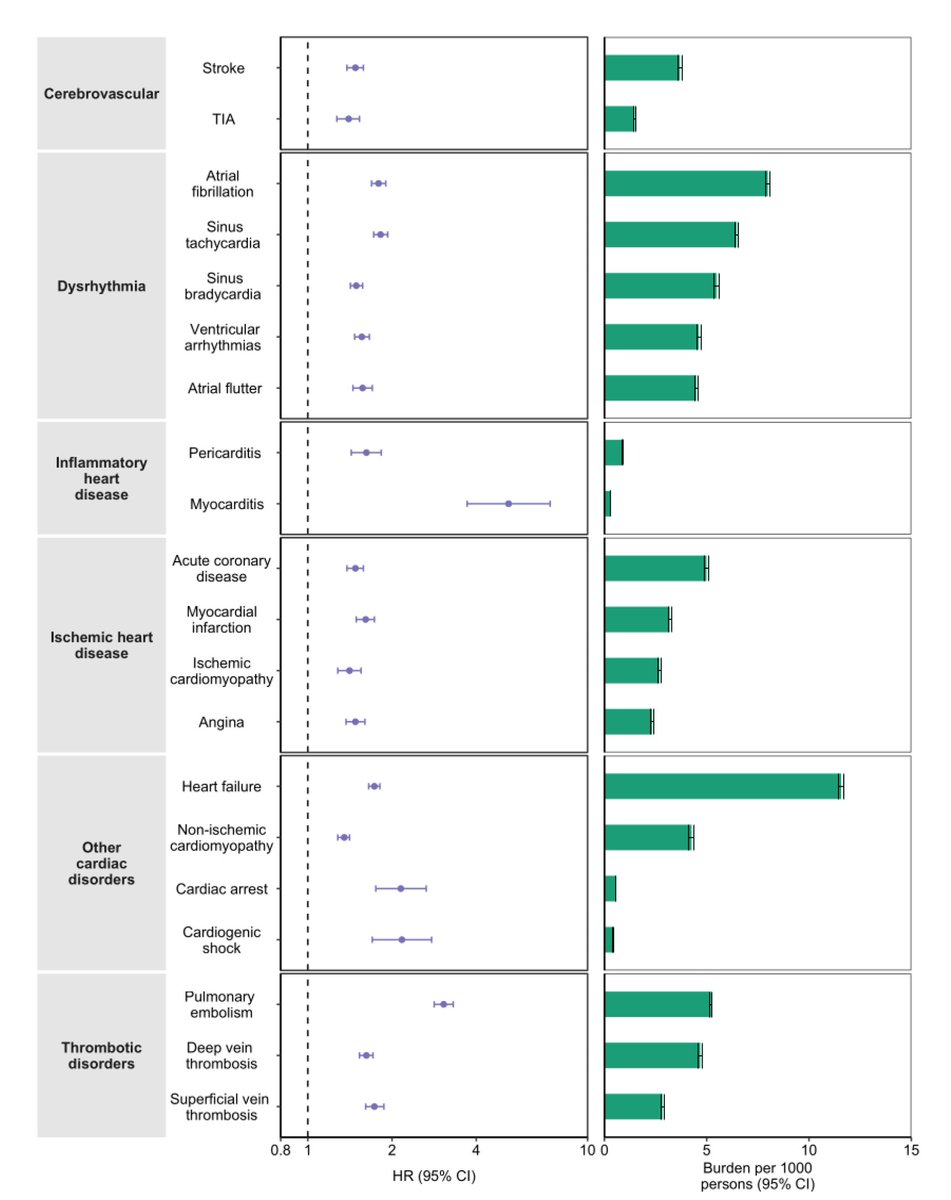 Cerebrovascular
Stroke
TIA
Dysrhythmia
Atrial
fibrillation
Sinus
tachycardia
Sinus
bradycardia
Ventricular
arrhythmias
Atrial flutter
Inflammatory
heart
disease
Pericarditis
Myocarditis
Ischemic heart
disease
Acute coronary
disease
Myocardial
infarction
Ischemic
cardiomyopathy
Angina
Other
cardiac
disorders
Heart failure
Non-ischemic
cardiomyopathy
Cardiac arrest
Cardiogenic
shock
Thrombotic
disorders
Pulmonary
embolism
Deep vein
thrombosis
Superficial vein
thrombosis
0.8 1 2 4 10
HR (95% CI)
0 5 10 15
Burden per 1000
persons (95% CI)